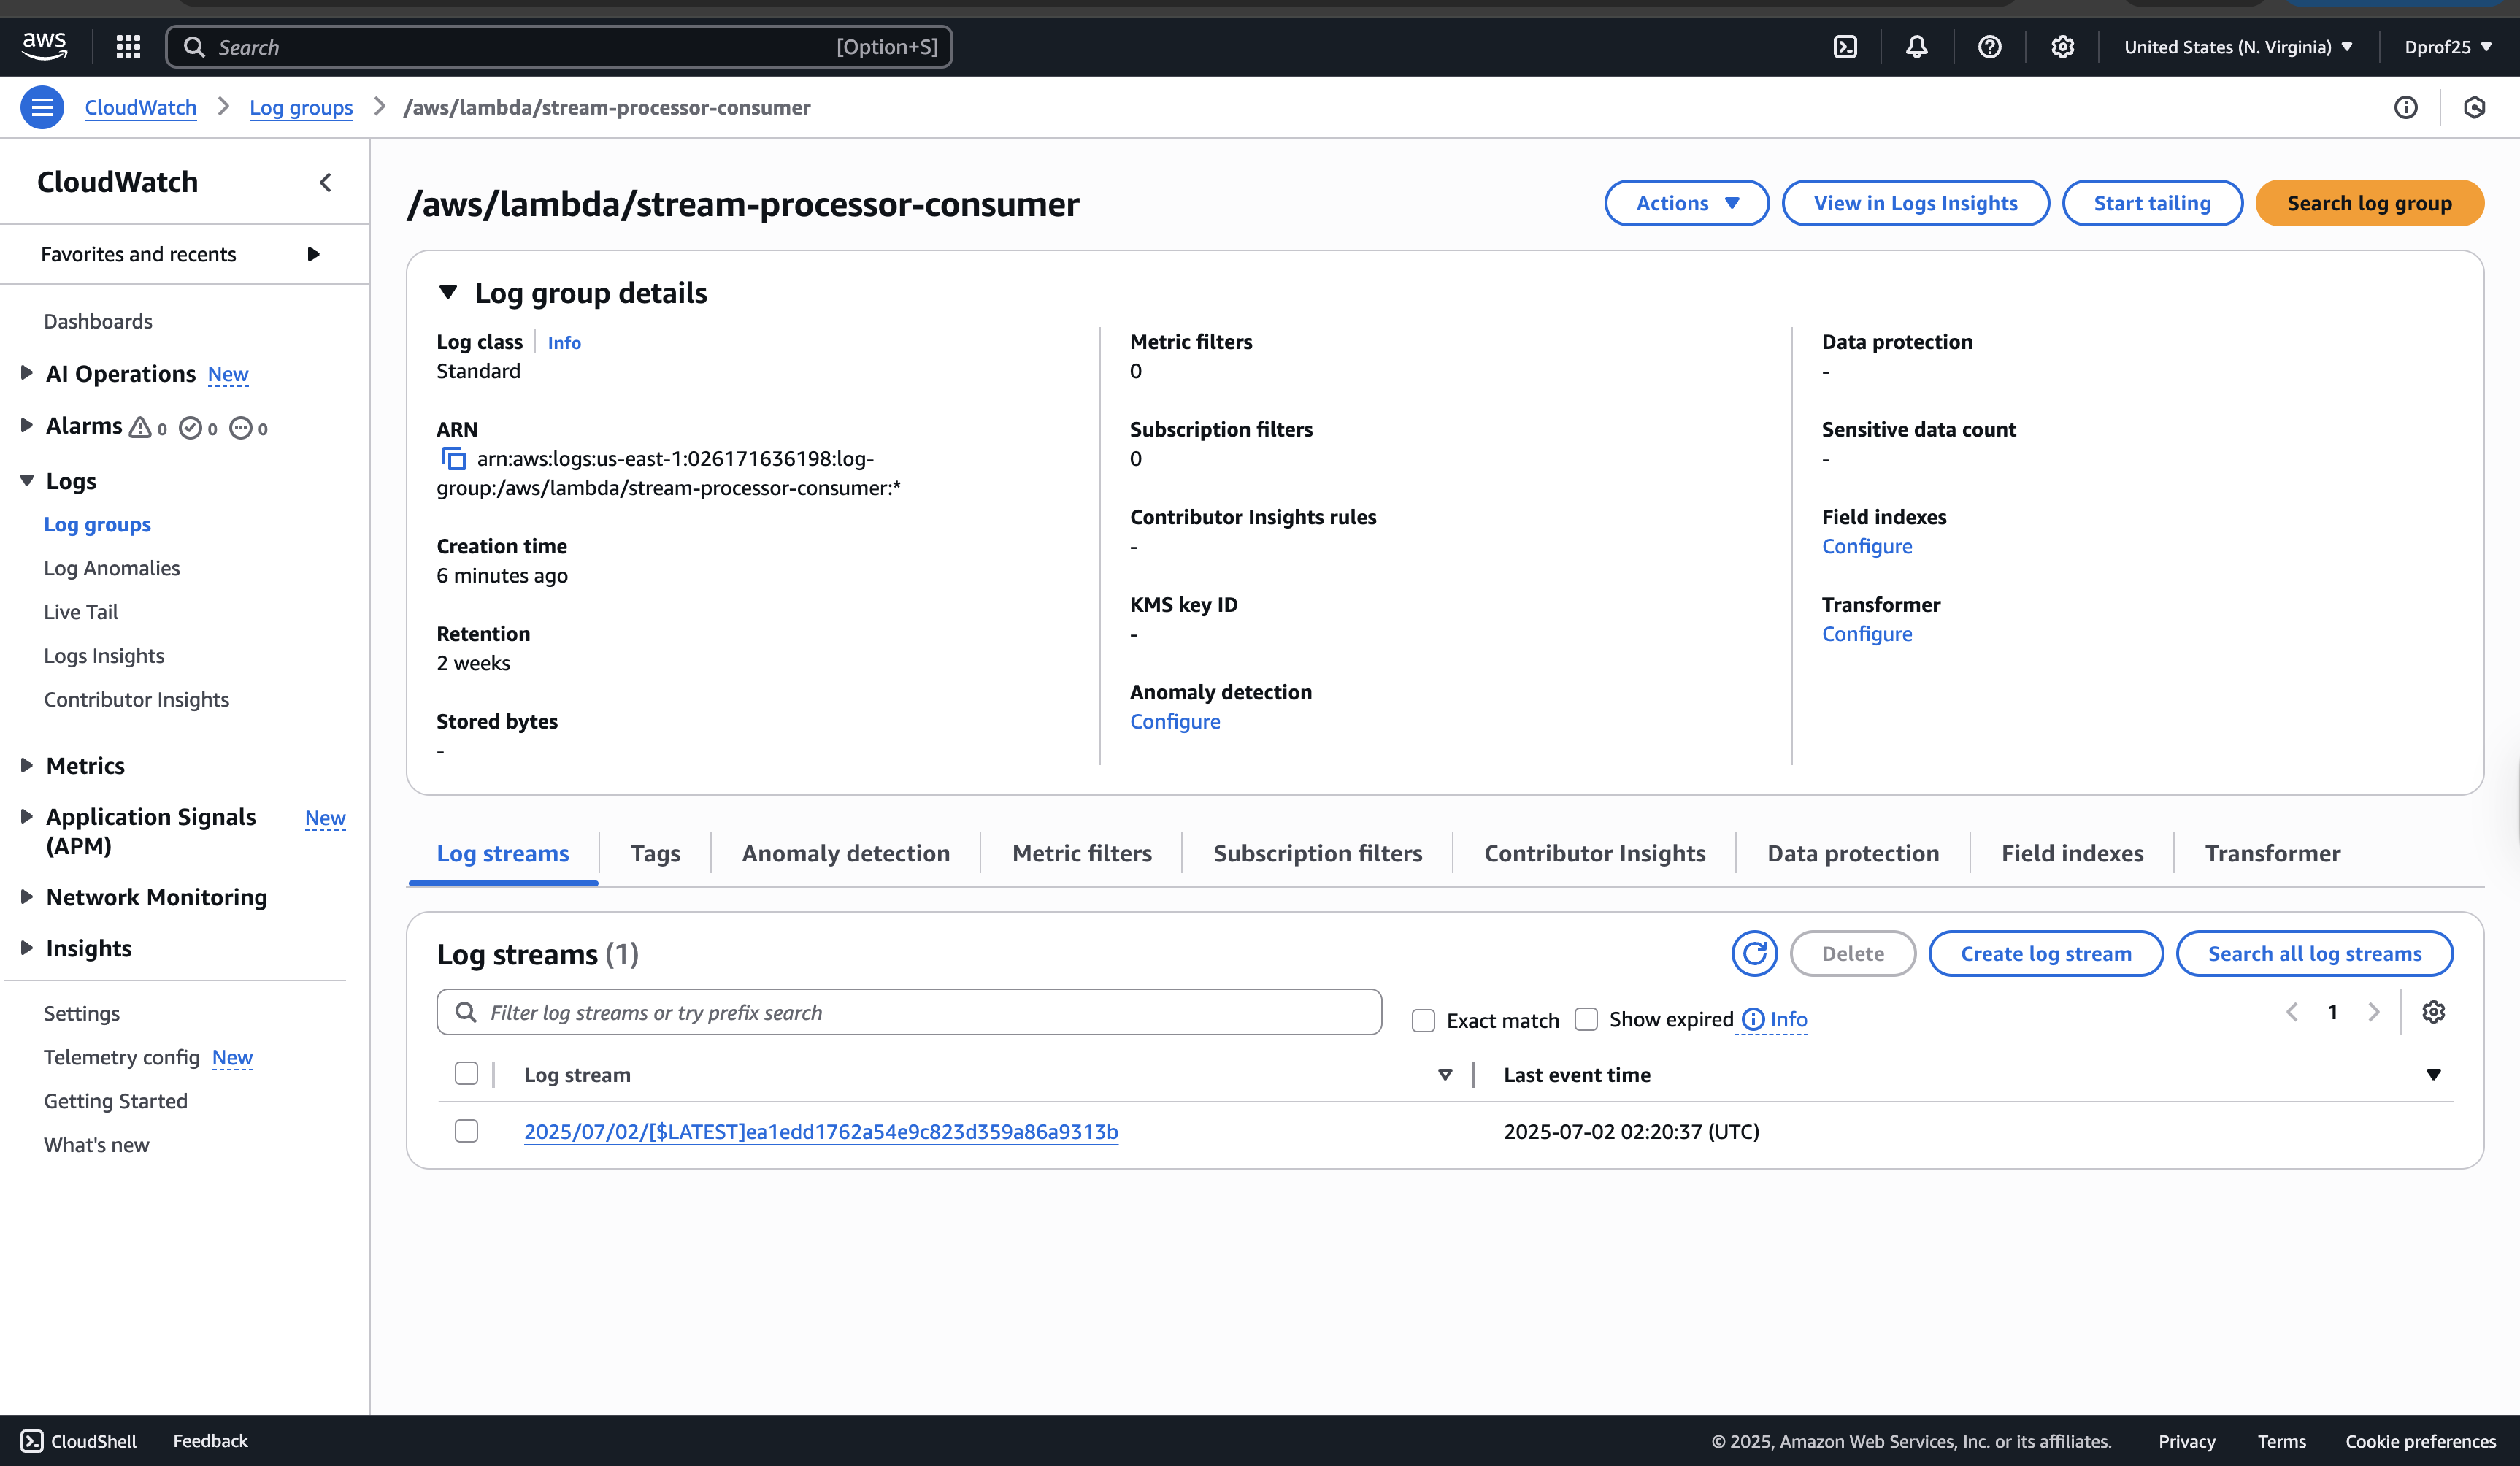 aws
Search
[Option+S]
United States (N. Virginia)
Dprof25
CloudWatch
Log groups
/aws/lambda/stream-processor-consumer
CloudWatch
Favorites and recents
Dashboards
AI Operations New
Alarms 0 0 0
Logs
Log groups
Log Anomalies
Live Tail
Logs Insights
Contributor Insights
Metrics
Application Signals New
(APM)
Network Monitoring
Insights
Settings
Telemetry config New
Getting Started
What's new
/aws/lambda/stream-processor-consumer
Actions
View in Logs Insights
Start tailing
Search log group
Log group details
Log class
Info
Standard
ARN
arn:aws:logs:us-east-1:026171636198:log-
group:/aws/lambda/stream-processor-consumer:*
Creation time
6 minutes ago
Retention
2 weeks
Stored bytes
-
Metric filters
0
Subscription filters
0
Contributor Insights rules
-
KMS key ID
-
Anomaly detection
Configure
Data protection
-
Sensitive data count
-
Field indexes
Configure
Transformer
Configure
Log streams
Tags
Anomaly detection
Metric filters
Subscription filters
Contributor Insights
Data protection
Field indexes
Transformer
Log streams (1)
Delete
Create log stream
Search all log streams
Filter log streams or try prefix search
Exact match
Show expired
Info
1
Log stream
Last event time
2025/07/02/[$LATEST]ea1edd1762a54e9c823d359a86a9313b
2025-07-02 02:20:37 (UTC)
CloudShell
Feedback
© 2025, Amazon Web Services, Inc. or its affiliates.
Privacy
Terms
Cookie preferences